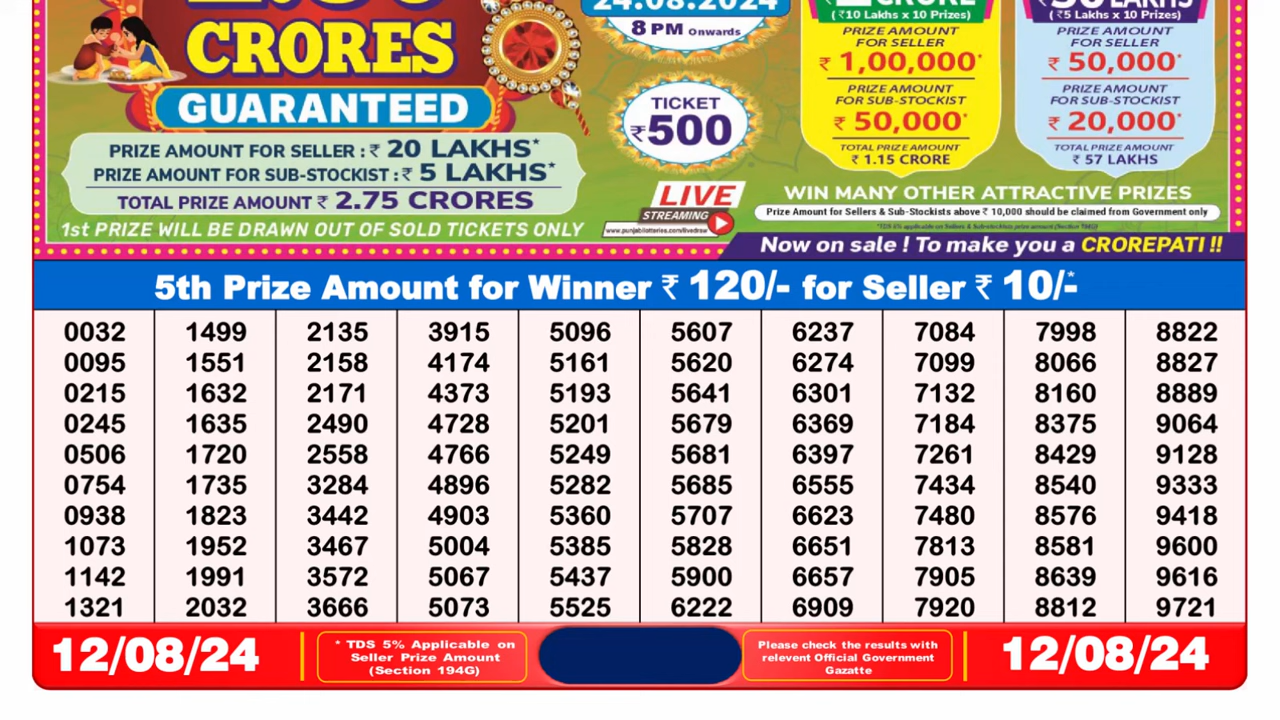 CRORES
GUARANTEED
PRIZE AMOUNT FOR SELLER : ₹ 20 LAKHS*
PRIZE AMOUNT FOR SUB-STOCKIST : ₹ 5 LAKHS*
TOTAL PRIZE AMOUNT ₹ 2.75 CRORES
1st PRIZE WILL BE DRAWN OUT OF SOLD TICKETS ONLY
24.08.2024
8 PM Onwards
TICKET
₹500
LIVE
STREAMING
www.punjablotteries.com/livedraw
CRORE
(₹10 Lakhs x 10 Prizes)
PRIZE AMOUNT
FOR SELLER
₹ 1,00,000*
PRIZE AMOUNT
FOR SUB-STOCKIST
₹ 50,000*
TOTAL PRIZE AMOUNT
₹ 1.15 CRORE
LAKHS
(₹5 Lakhs x 10 Prizes)
PRIZE AMOUNT
FOR SELLER
₹ 50,000*
PRIZE AMOUNT
FOR SUB-STOCKIST
₹ 20,000*
TOTAL PRIZE AMOUNT
₹ 57 LAKHS
WIN MANY OTHER ATTRACTIVE PRIZES
Prize Amount for Sellers & Sub-Stockists above ₹ 10,000 should be claimed from Government only
Now on sale ! To make you a CROREPATI !!
5th Prize Amount for Winner ₹ 120/- for Seller ₹ 10/-*
0032 1499 2135 3915 5096 5607 6237 7084 7998 8822
0095 1551 2158 4174 5161 5620 6274 7099 8066 8827
0215 1632 2171 4373 5193 5641 6301 7132 8160 8889
0245 1635 2490 4728 5201 5679 6369 7184 8375 9064
0506 1720 2558 4766 5249 5681 6397 7261 8429 9128
0754 1735 3284 4896 5282 5685 6555 7434 8540 9333
0938 1823 3442 4903 5360 5707 6623 7480 8576 9418
1073 1952 3467 5004 5385 5828 6651 7813 8581 9600
1142 1991 3572 5067 5437 5900 6657 7905 8639 9616
1321 2032 3666 5073 5525 6222 6909 7920 8812 9721
12/08/24
* TDS 5% Applicable on
Seller Prize Amount
(Section 194G)
Please check the results with
relevent Official Government
Gazatte
12/08/24